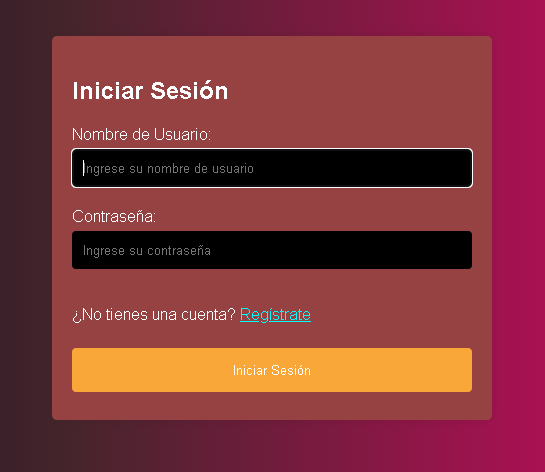 Iniciar Sesión
Nombre de Usuario:
Ingrese su nombre de usuario
Contraseña:
Ingrese su contraseña
¿No tienes una cuenta? Regístrate
Iniciar Sesión